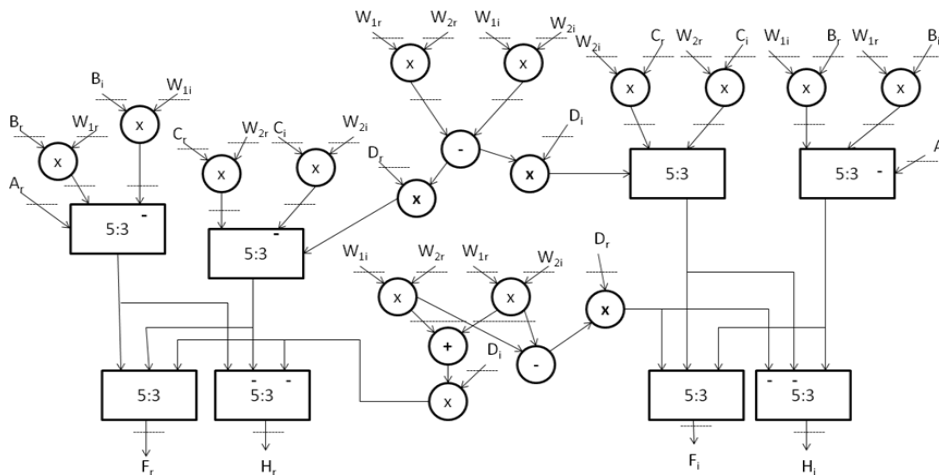 W1r W2r W1i W2i
W2i Cr W2r Ci W1i Br W1r Bi
x x
Bi W1i
x x x x
Br W1r x
Cr W2r Ci W2i
x
-
Di
Dr
x x x
x
Ar
5:3 -
5:3
5:3 -
A
5:3 -
W1i W2r W1r W2i
Dr
x x
x
+
-
Di
x
5:3
5:3 - -
5:3
5:3 - -
Fr Hr Fi Hi